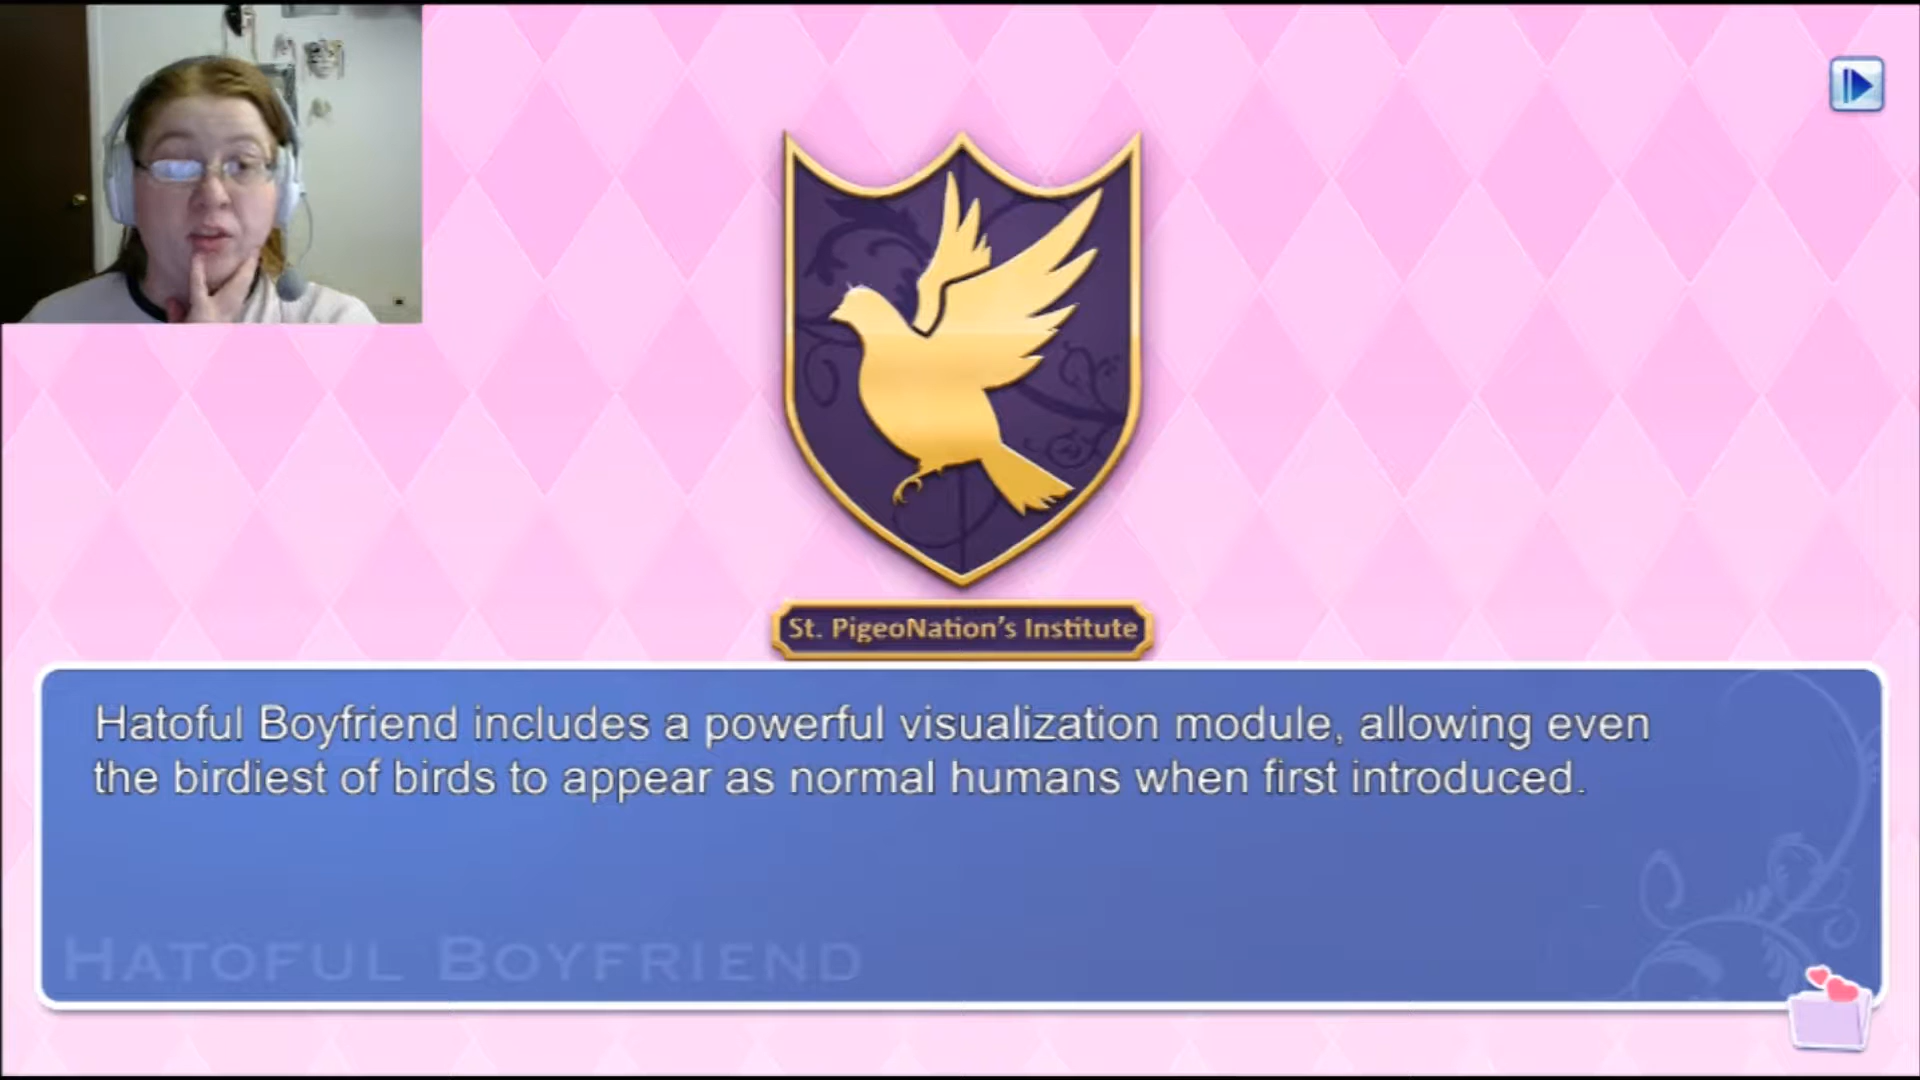 St. PigeoNation's Institute
Hatoful Boyfriend includes a powerful visualization module, allowing even
the birdiest of birds to appear as normal humans when first introduced.
HATOFUL BOYFRIEND